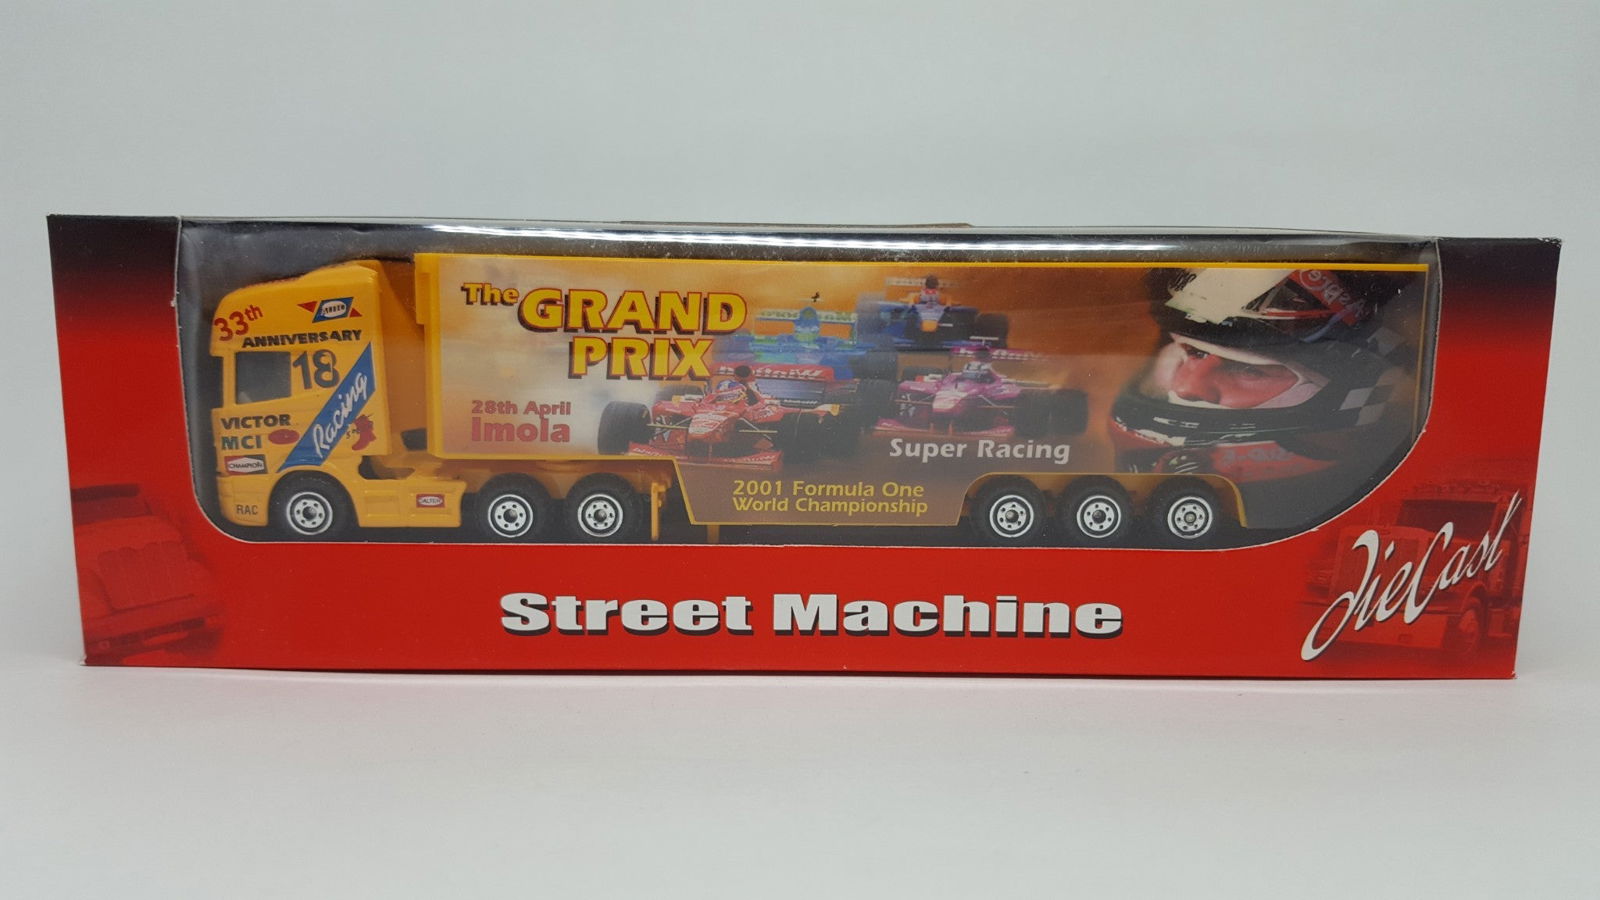 33th
ANNIVERSARY
18
Racing
VICTOR
MCI
CHAMPION
RAC
The GRAND
PRIX
28th April
Imola
Super Racing
2001 Formula One
World Championship
Street Machine
DieCast